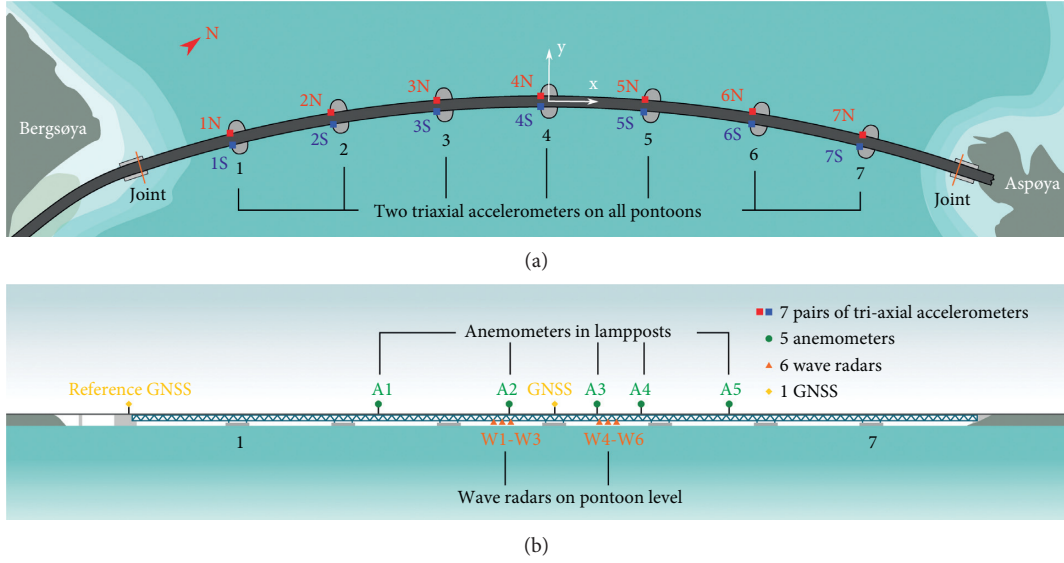 N
y
x
1N
2N
3N
4N
5N
6N
7N
1S
2S
3S
4S
5S
6S
7S
Bergsøya
Aspøya
1
2
3
4
5
6
7
Joint
Joint
Two triaxial accelerometers on all pontoons
(a)
7 pairs of tri-axial accelerometers
5 anemometers
6 wave radars
1 GNSS
Anemometers in lampposts
Reference GNSS
A1
A2
GNSS
A3
A4
A5
1
W1-W3
W4-W6
7
Wave radars on pontoon level
(b)